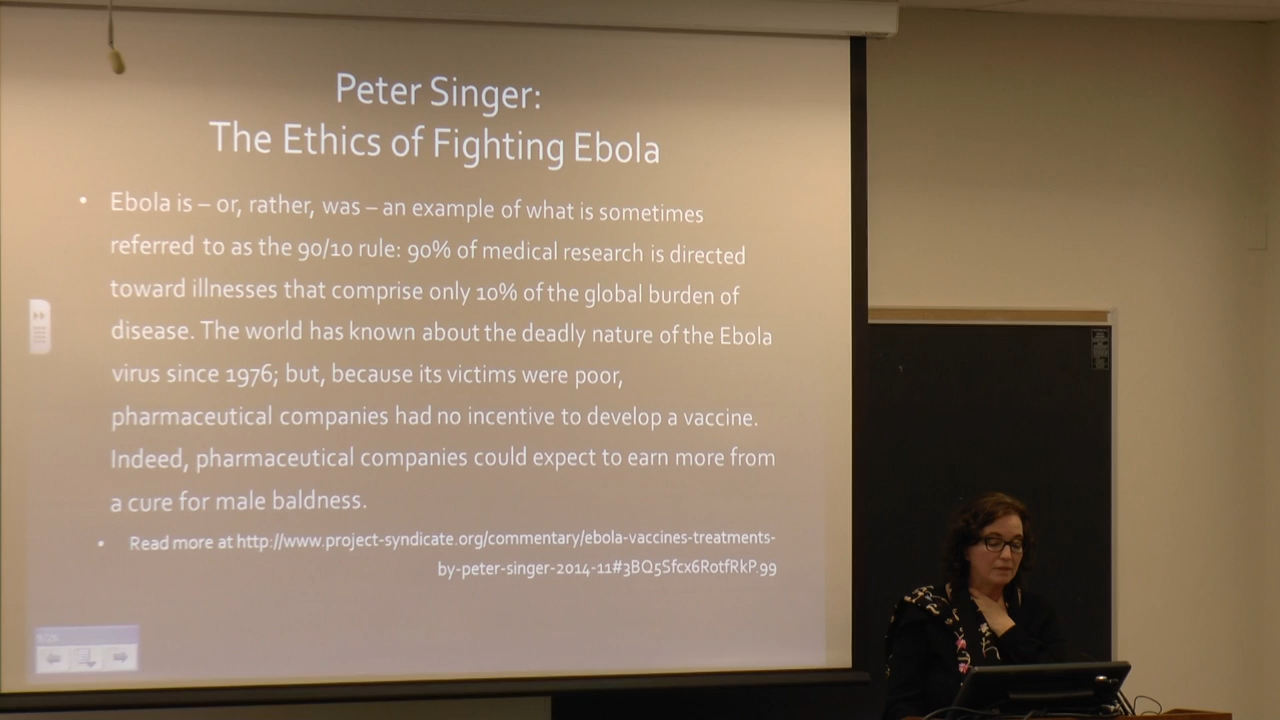 Peter Singer:
The Ethics of Fighting Ebola
• Ebola is – or, rather, was – an example of what is sometimes
referred to as the 90/10 rule: 90% of medical research is directed
toward illnesses that comprise only 10% of the global burden of
disease. The world has known about the deadly nature of the Ebola
virus since 1976; but, because its victims were poor,
pharmaceutical companies had no incentive to develop a vaccine.
Indeed, pharmaceutical companies could expect to earn more from
a cure for male baldness.
• Read more at http://www.project-syndicate.org/commentary/ebola-vaccines-treatments-
by-peter-singer-2014-11#3BQ5Sfcx6RotfRkP.99